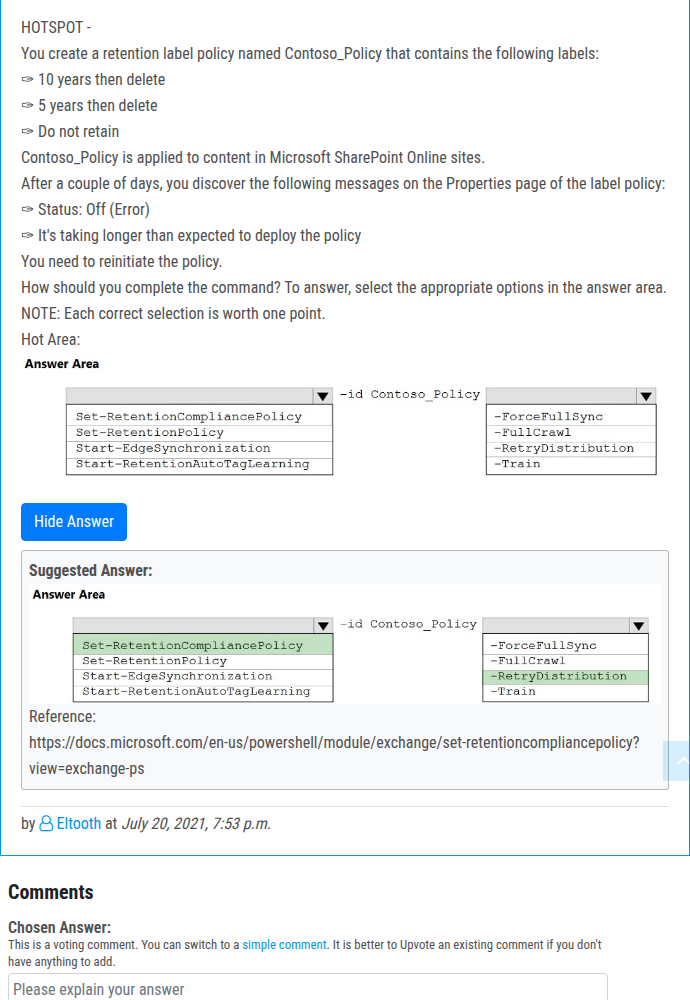 HOTSPOT -
You create a retention label policy named Contoso_Policy that contains the following labels:
✑ 10 years then delete
✑ 5 years then delete
✑ Do not retain
Contoso_Policy is applied to content in Microsoft SharePoint Online sites.
After a couple of days, you discover the following messages on the Properties page of the label policy:
✑ Status: Off (Error)
✑ It's taking longer than expected to deploy the policy
You need to reinitiate the policy.
How should you complete the command? To answer, select the appropriate options in the answer area.
NOTE: Each correct selection is worth one point.
Hot Area:
Answer Area
-id Contoso_Policy
Set-RetentionCompliancePolicy
Set-RetentionPolicy
Start-EdgeSynchronization
Start-RetentionAutoTagLearning
-ForceFullSync
-FullCrawl
-RetryDistribution
-Train
Hide Answer
Suggested Answer:
Answer Area
-id Contoso_Policy
Set-RetentionCompliancePolicy
Set-RetentionPolicy
Start-EdgeSynchronization
Start-RetentionAutoTagLearning
-ForceFullSync
-FullCrawl
-RetryDistribution
-Train
Reference:
https://docs.microsoft.com/en-us/powershell/module/exchange/set-retentioncompliancepolicy?
view=exchange-ps
by Eltooth at July 20, 2021, 7:53 p.m.
Comments
Chosen Answer:
This is a voting comment. You can switch to a simple comment. It is better to Upvote an existing comment if you don't
have anything to add.
Please explain your answer